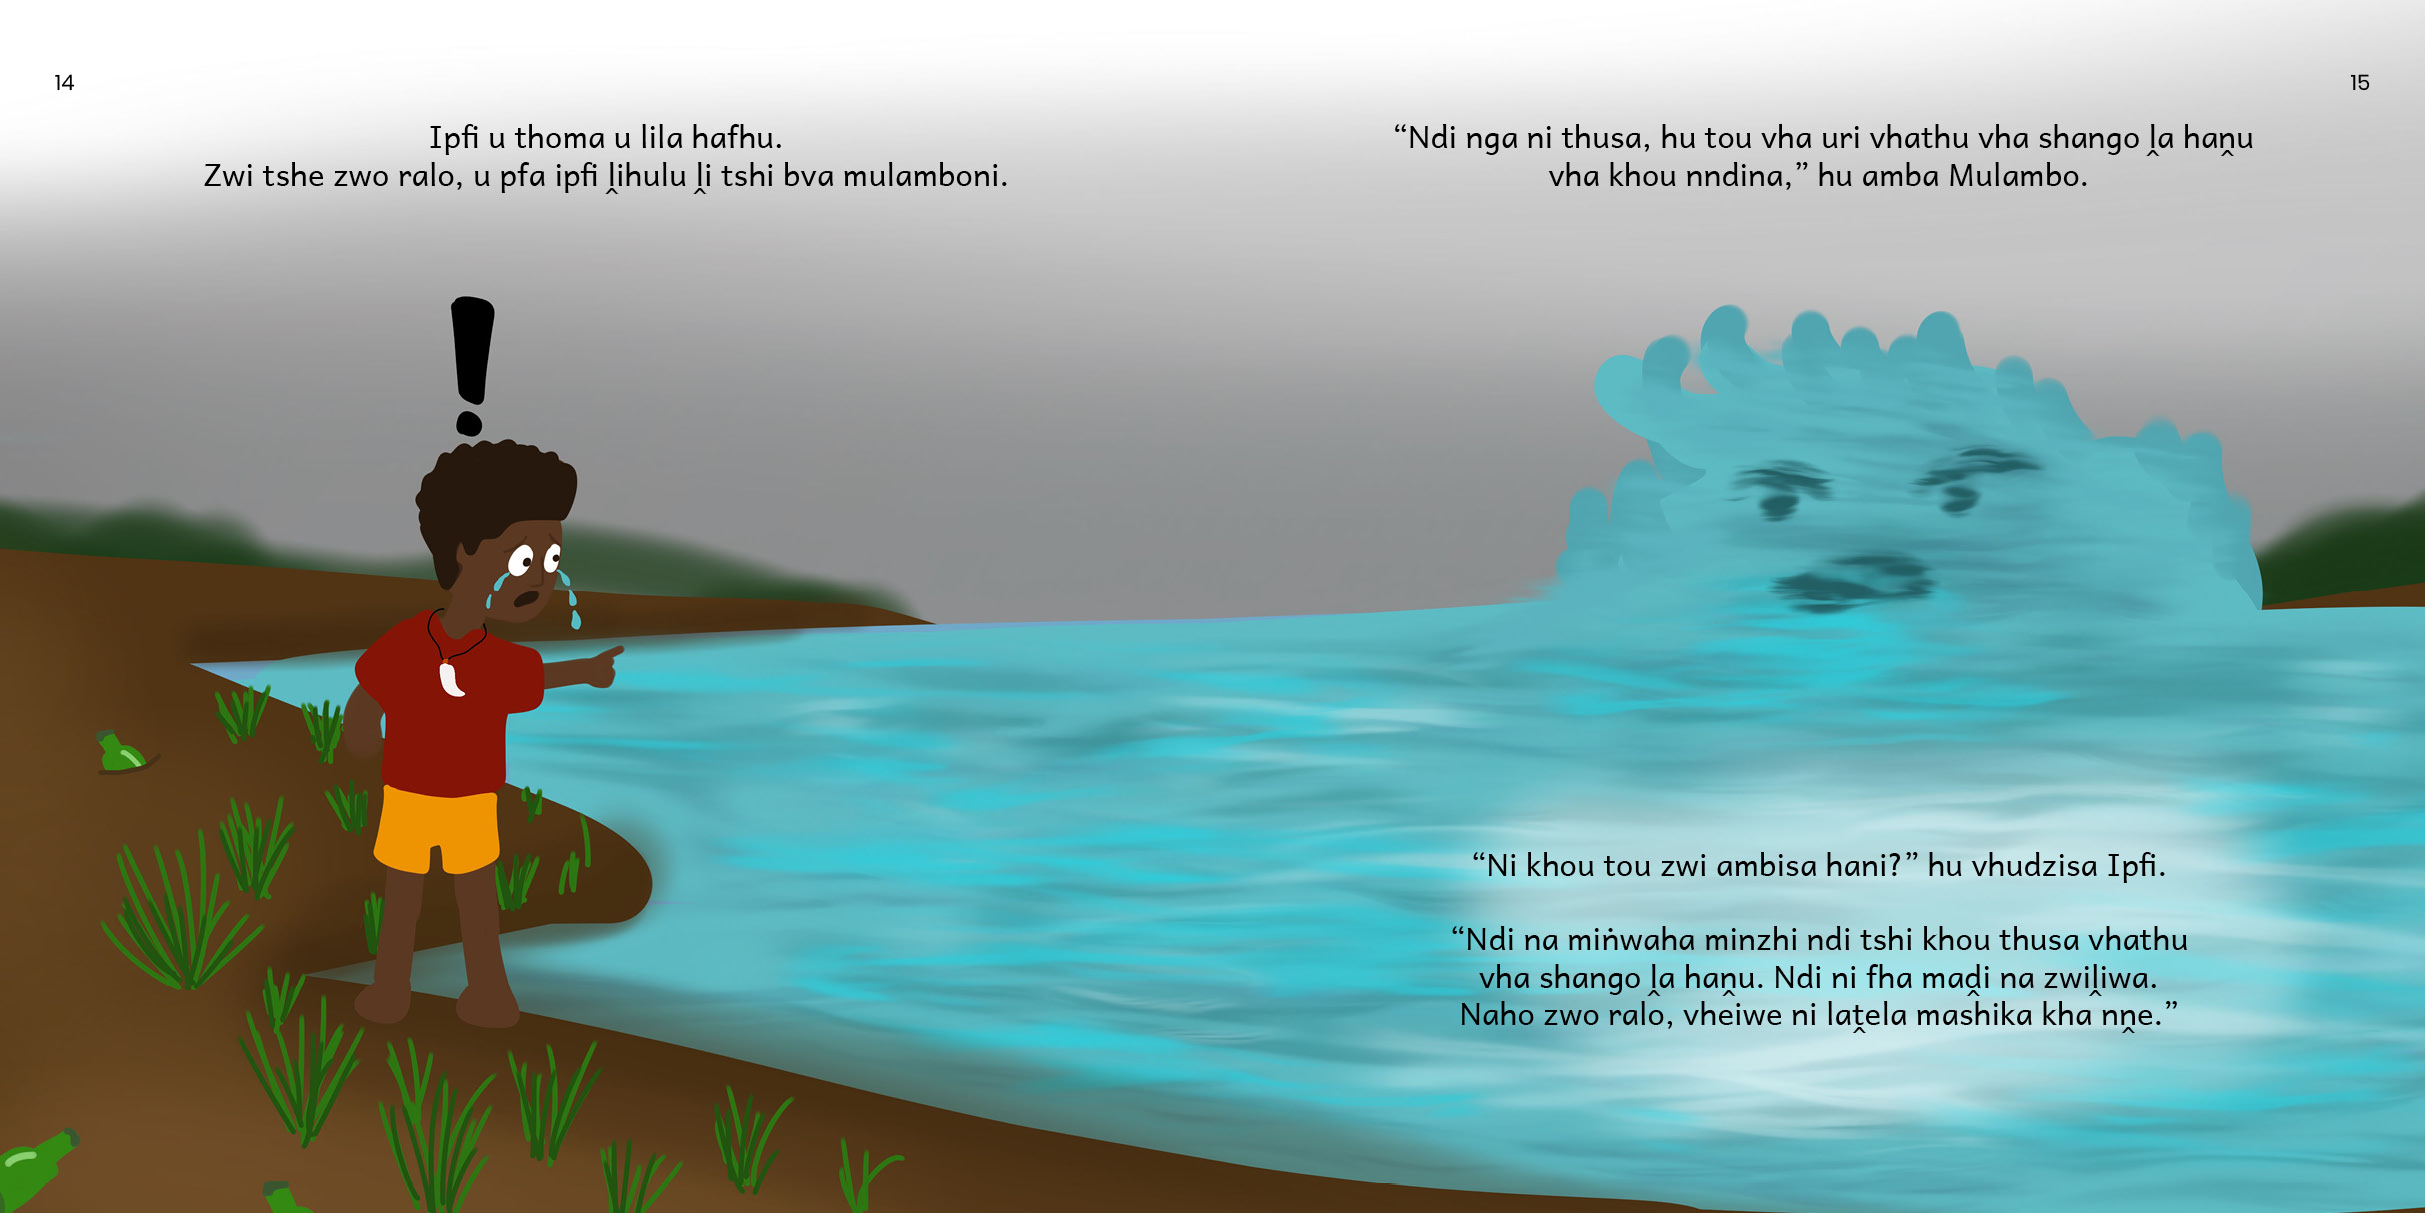 14
Ipfi u thoma u lila hafhu.
Zwi tshe zwo ralo, u pfa ipfi ḽihulu ḽi tshi bva mulamboni.
15
“Ndi nga ni thusa, hu tou vha uri vhathu vha shango ḽa haṋu
vha khou nndina,” hu amba Mulambo.
“Ni khou tou zwi ambisa hani?” hu vhudzisa Ipfi.
“Ndi na miṅwaha minzhi ndi tshi khou thusa vhathu
vha shango ḽa haṋu. Ndi ni fha maḓi na zwiḽiwa.
Naho zwo ralo, vheiwe ni laṱela mashika kha nṋe.”